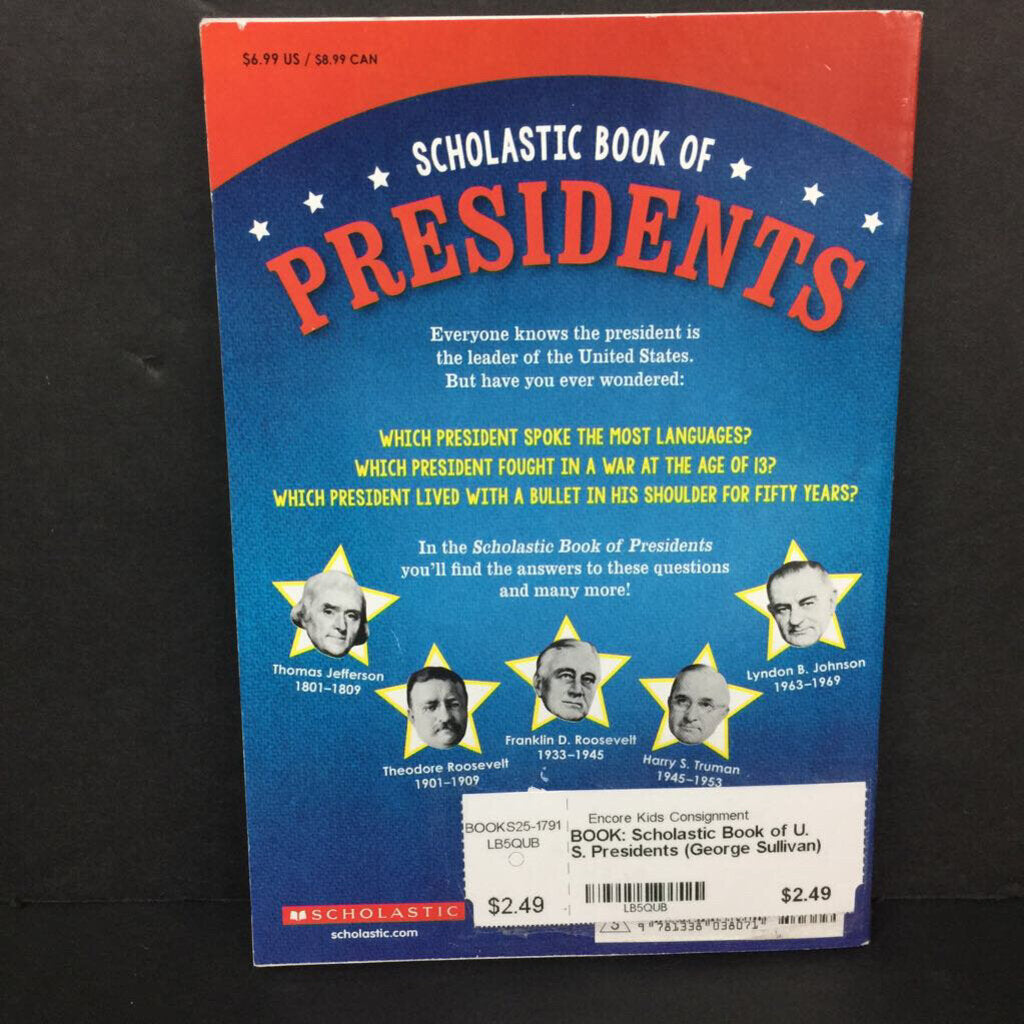 $6.99 US / $8.99 CAN
SCHOLASTIC BOOK OF
PRESIDENTS
Everyone knows the president is
the leader of the United States.
But have you ever wondered:
WHICH PRESIDENT SPOKE THE MOST LANGUAGES?
WHICH PRESIDENT FOUGHT IN A WAR AT THE AGE OF 13?
WHICH PRESIDENT LIVED WITH A BULLET IN HIS SHOULDER FOR FIFTY YEARS?
In the Scholastic Book of Presidents
you'll find the answers to these questions
and many more!
Thomas Jefferson
1801–1809
Theodore Roosevelt
1901–1909
Franklin D. Roosevelt
1933–1945
Harry S. Truman
1945–1953
Lyndon B. Johnson
1963–1969
BOOKS25-1791
LB5QUB
$2.49
Encore Kids Consignment
BOOK: Scholastic Book of U.
S. Presidents (George Sullivan)
$2.49
LB5QUB
SCHOLASTIC
scholastic.com
9 781338 038071